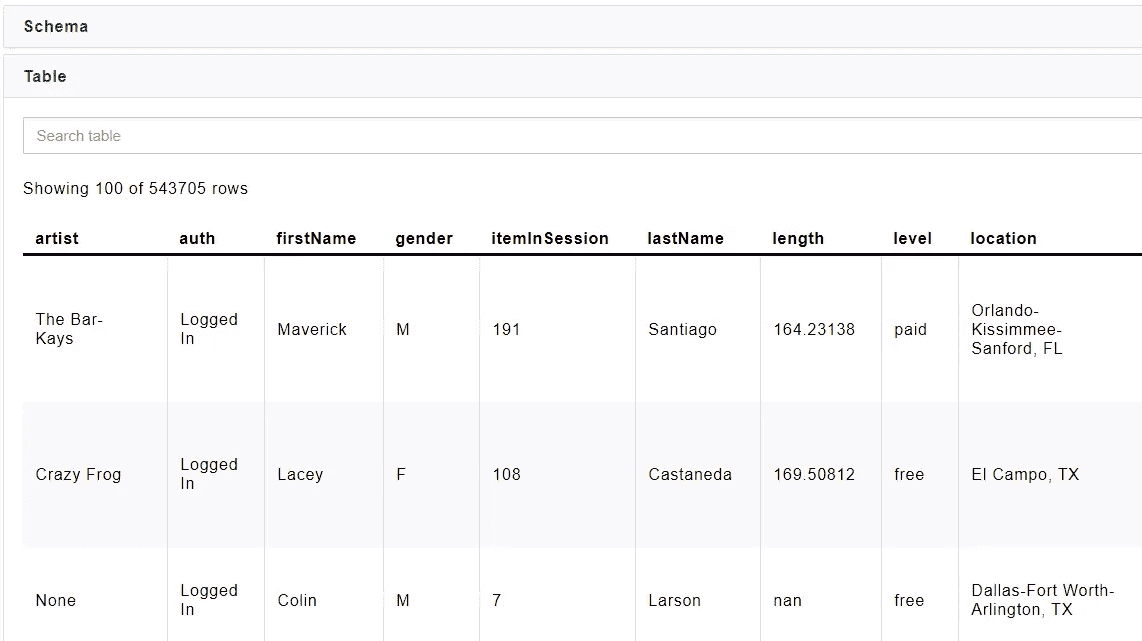 Schema
Table
Search table
Showing 100 of 543705 rows
artist auth firstName gender itemInSession lastName length level location
The Bar-
Kays
Logged
In
Maverick
M
191
Santiago
164.23138
paid
Orlando-
Kissimmee-
Sanford, FL
Crazy Frog
Logged
In
Lacey
F
108
Castaneda
169.50812
free
El Campo, TX
None
Logged
In
Colin
M
7
Larson
nan
free
Dallas-Fort Worth-
Arlington, TX